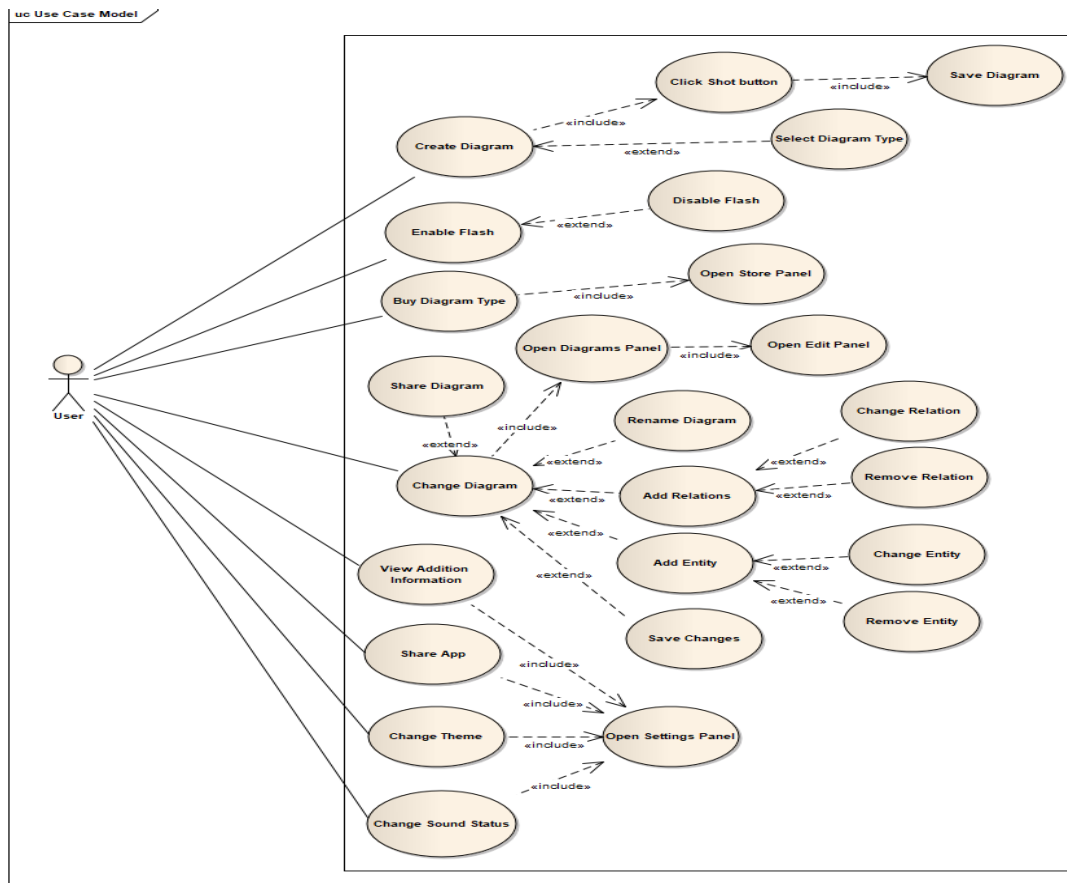 uc Use Case Model
Click Shot button
Save Diagram
«include»
«include»
Create Diagram
Select Diagram Type
«extend»
Disable Flash
Enable Flash
«extend»
Open Store Panel
Buy Diagram Type
«include»
Open Diagrams Panel
Open Edit Panel
«include»
Share Diagram
User
Change Relation
Rename Diagram
«include»
«extend»
«extend»
«extend»
Change Diagram
Add Relations
Remove Relation
«extend»
«extend»
«extend»
Change Entity
Add Entity
View Addition
Information
«extend»
«extend»
«extend»
Remove Entity
Save Changes
Share App
«include»
«include»
Change Theme
«include»
Open Settings Panel
«include»
Change Sound Status